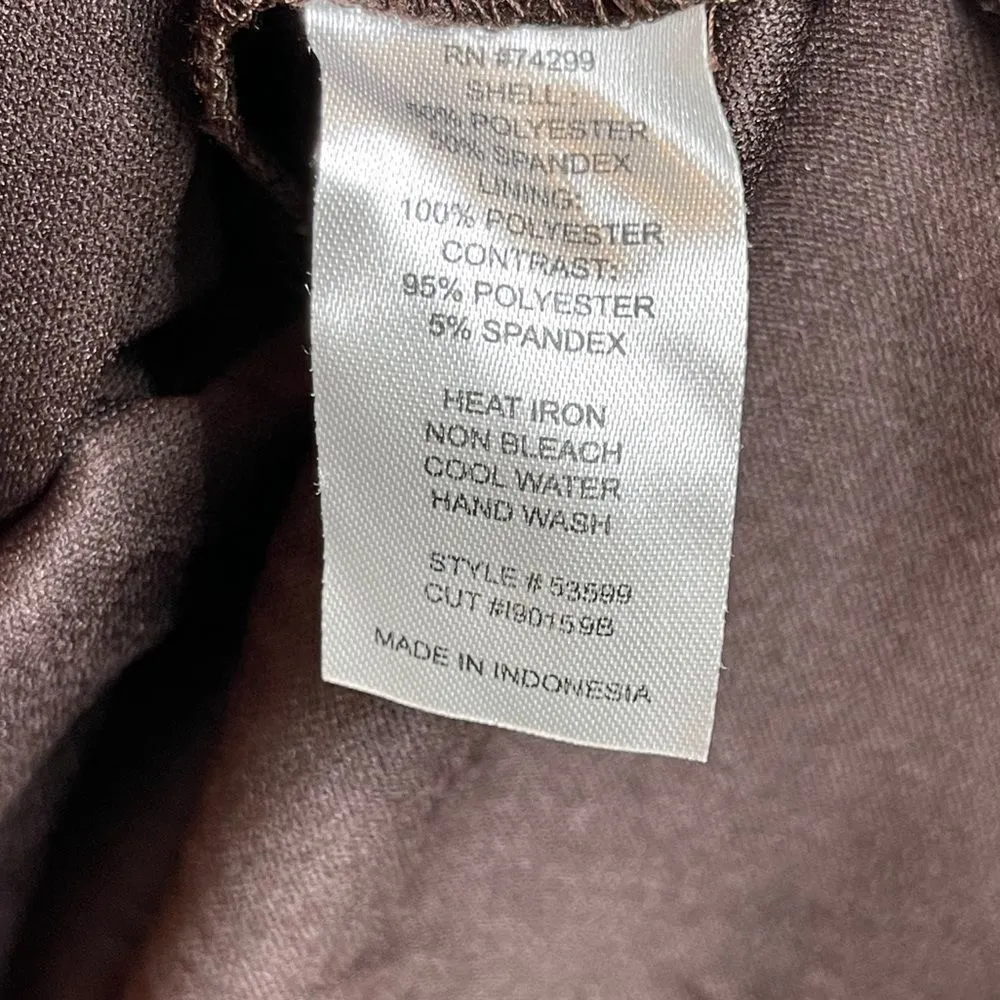 RN #74299
SHELL:
POLYESTER
SPANDEX
LINING:
100% POLYESTER
CONTRAST:
95% POLYESTER
5% SPANDEX
HEAT IRON
NON BLEACH
COOL WATER
HAND WASH
STYLE # 53599
CUT #I90159B
MADE IN INDONESIA